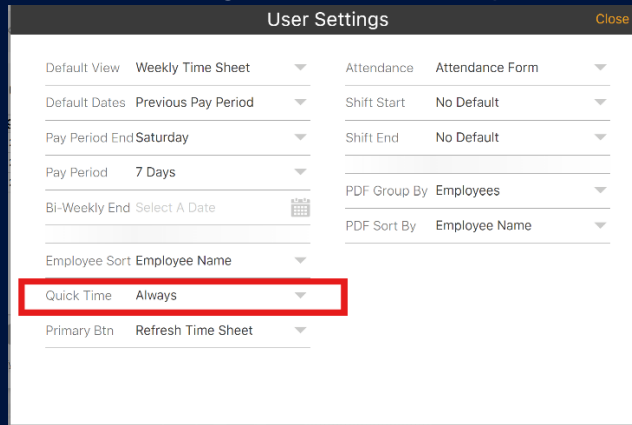 User Settings
Close
Default View Weekly Time Sheet
Default Dates Previous Pay Period
Pay Period End Saturday
Pay Period 7 Days
Bi-Weekly End Select A Date
Employee Sort Employee Name
Quick Time Always
Primary Btn Refresh Time Sheet
Attendance Attendance Form
Shift Start No Default
Shift End No Default
PDF Group By Employees
PDF Sort By Employee Name